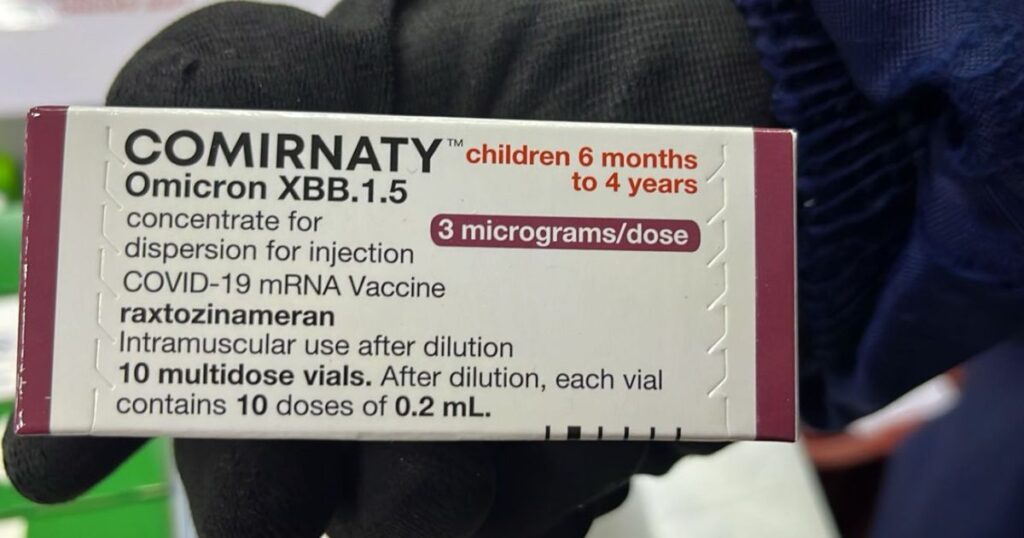 COMIRNATY™ children 6 months
to 4 years
Omicron XBB.1.5
3 micrograms/dose
concentrate for
dispersion for injection
COVID-19 mRNA Vaccine
raxtozinameran
Intramuscular use after dilution
10 multidose vials. After dilution, each vial
contains 10 doses of 0.2 mL.